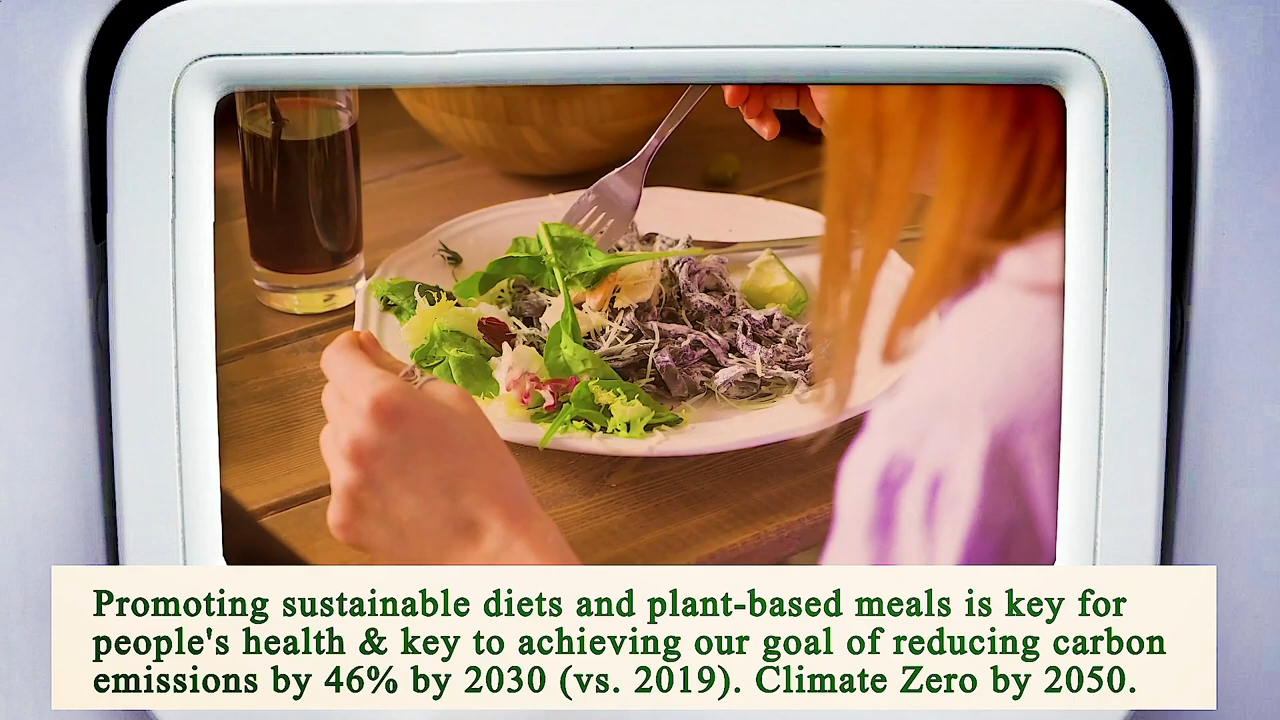 Promoting sustainable diets and plant-based meals is key for
people's health & key to achieving our goal of reducing carbon
emissions by 46% by 2030 (vs. 2019). Climate Zero by 2050.